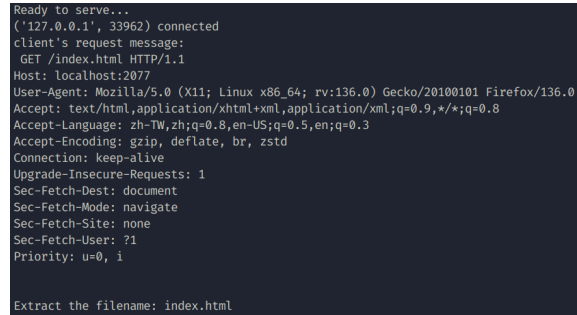 Ready to serve...
('127.0.0.1', 33962) connected
client's request message:
GET /index.html HTTP/1.1
Host: localhost:2077
User-Agent: Mozilla/5.0 (X11; Linux x86_64; rv:136.0) Gecko/20100101 Firefox/136.0
Accept: text/html,application/xhtml+xml,application/xml;q=0.9,*/*;q=0.8
Accept-Language: zh-TW,zh;q=0.8,en-US;q=0.5,en;q=0.3
Accept-Encoding: gzip, deflate, br, zstd
Connection: keep-alive
Upgrade-Insecure-Requests: 1
Sec-Fetch-Dest: document
Sec-Fetch-Mode: navigate
Sec-Fetch-Site: none
Sec-Fetch-User: ?1
Priority: u=0, i
Extract the filename: index.html